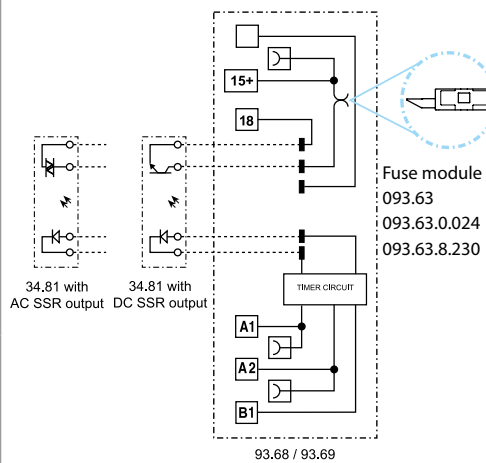 15+
18
Fuse module
093.63
093.63.0.024
093.63.8.230
34.81 with
AC SSR output
34.81 with
DC SSR output
TIMER CIRCUIT
A1
A2
B1
93.68 / 93.69